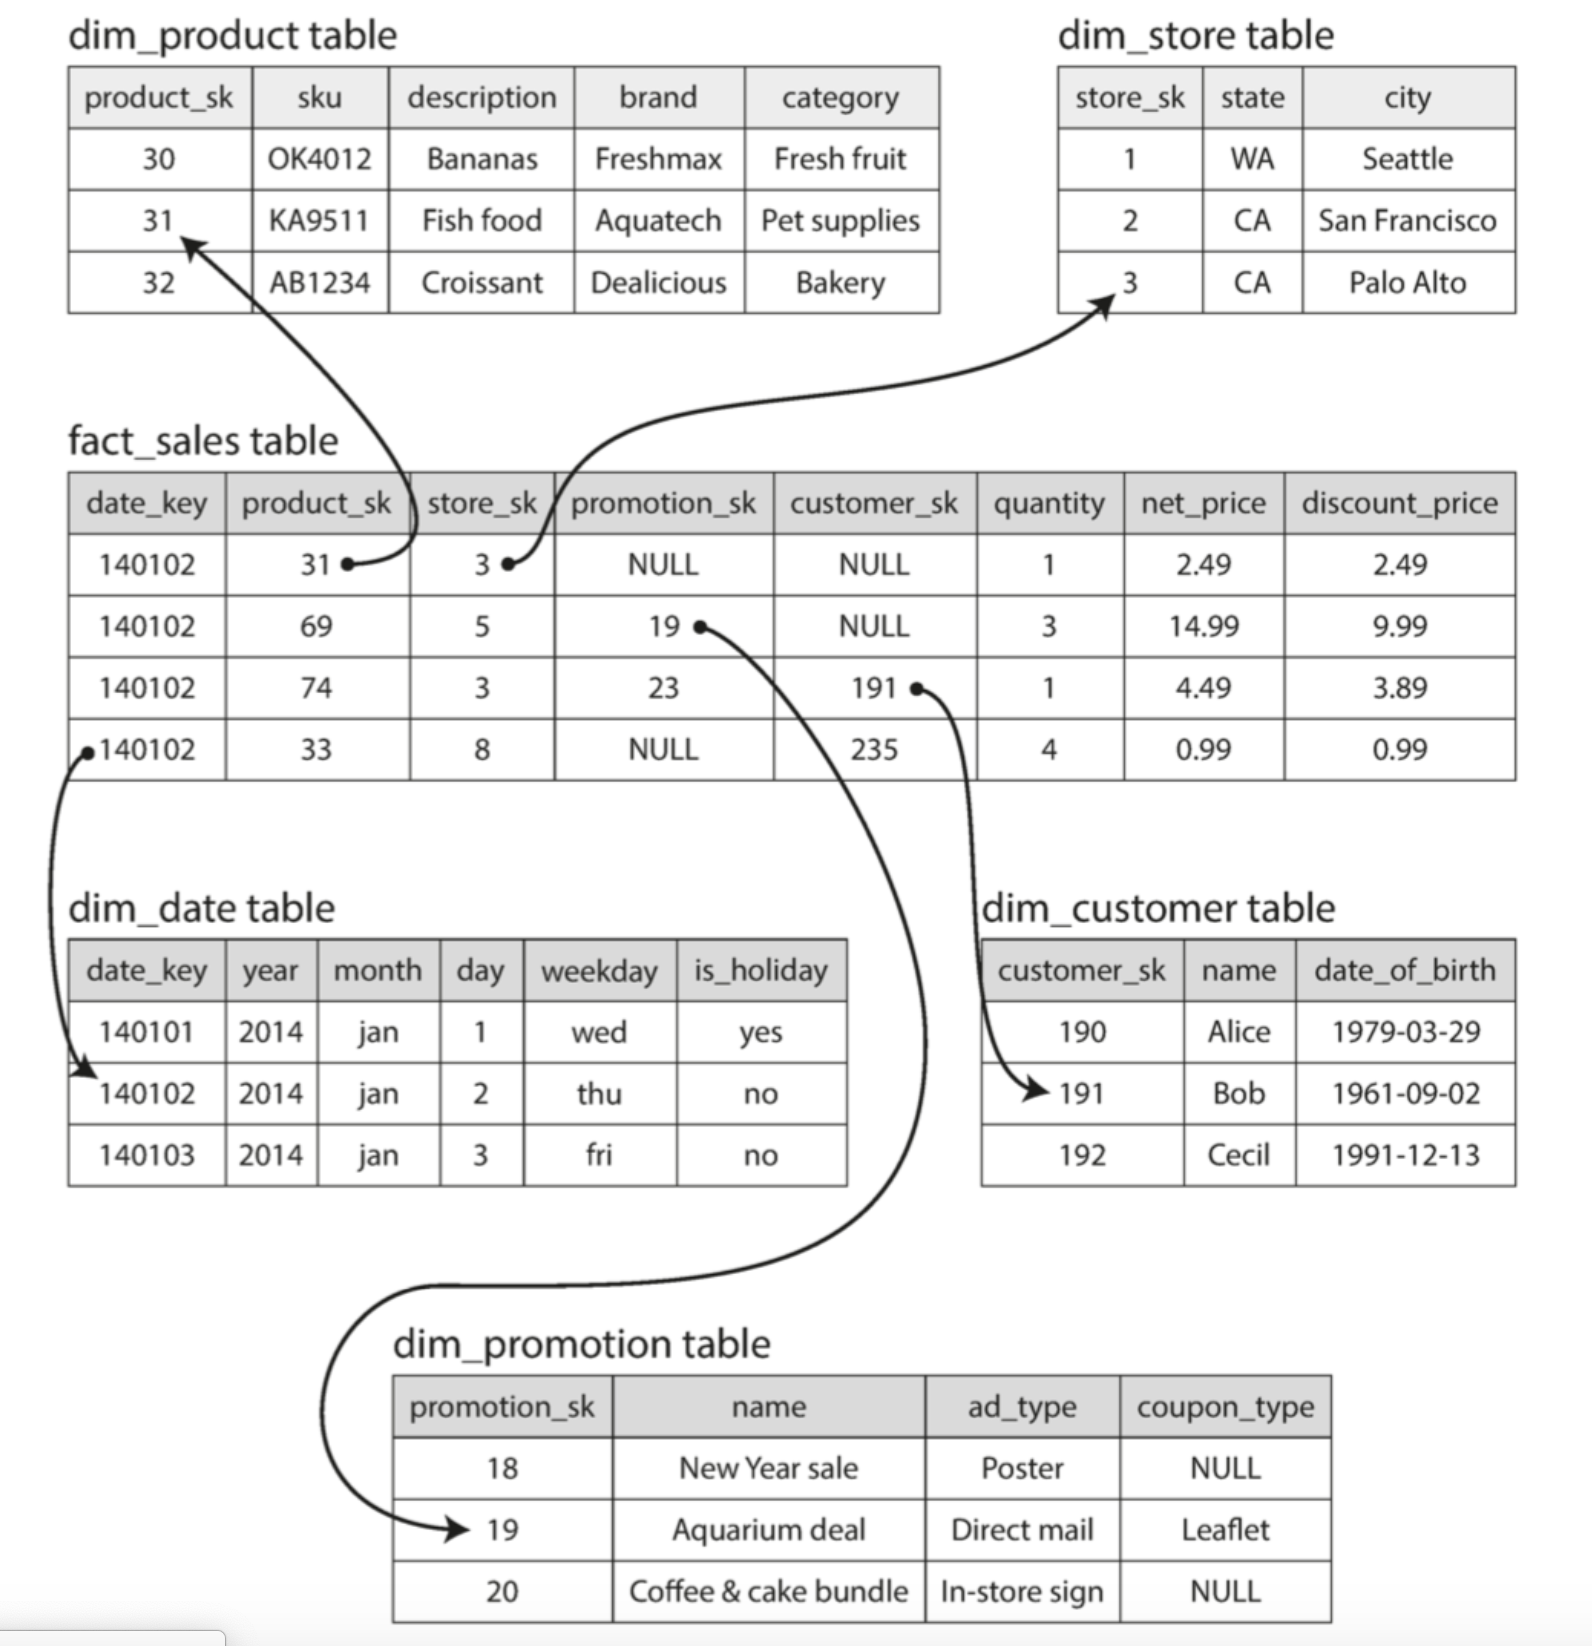 dim_product table
product_sk sku description brand category
30 OK4012 Bananas Freshmax Fresh fruit
31 KA9511 Fish food Aquatech Pet supplies
32 AB1234 Croissant Dealicious Bakery
dim_store table
store_sk state city
1 WA Seattle
2 CA San Francisco
3 CA Palo Alto
fact_sales table
date_key product_sk store_sk promotion_sk customer_sk quantity net_price discount_price
140102 31 3 NULL NULL 1 2.49 2.49
140102 69 5 19 NULL 3 14.99 9.99
140102 74 3 23 191 1 4.49 3.89
140102 33 8 NULL 235 4 0.99 0.99
dim_date table
date_key year month day weekday is_holiday
140101 2014 jan 1 wed yes
140102 2014 jan 2 thu no
140103 2014 jan 3 fri no
dim_customer table
customer_sk name date_of_birth
190 Alice 1979-03-29
191 Bob 1961-09-02
192 Cecil 1991-12-13
dim_promotion table
promotion_sk name ad_type coupon_type
18 New Year sale Poster NULL
19 Aquarium deal Direct mail Leaflet
20 Coffee & cake bundle In-store sign NULL